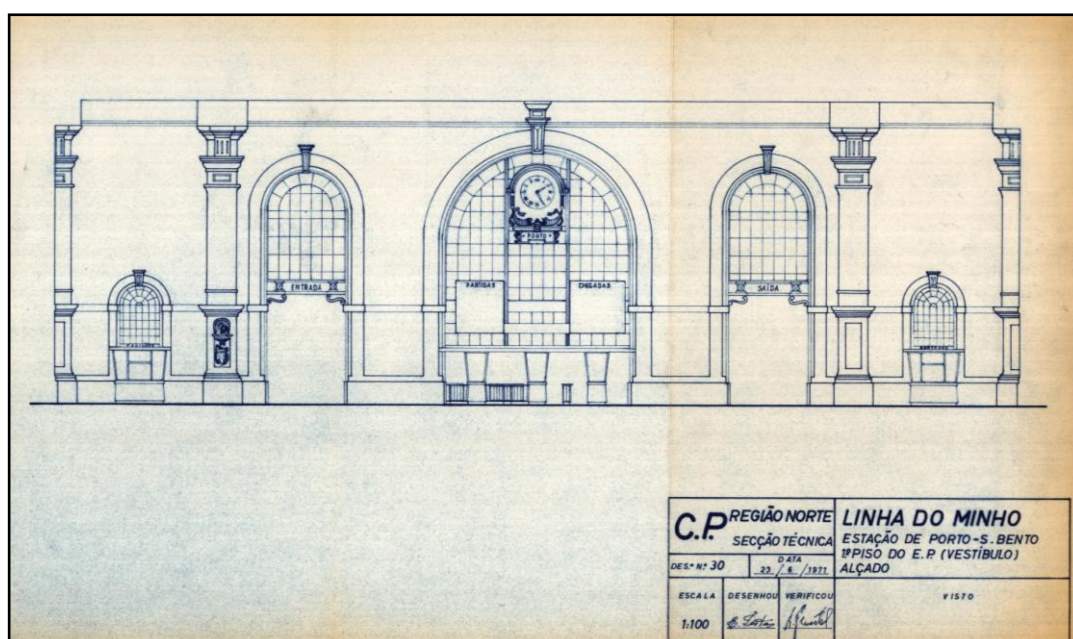 PORTO
ENTRADA
SAÍDA
PARTIDAS
CHEGADAS
C.P. REGIÃO NORTE
SECÇÃO TÉCNICA
DES.º N.º 30
DATA
23 / 6 / 1971
ESCALA
1:100
DESENHOU
VERIFICOU
LINHA DO MINHO
ESTAÇÃO DE PORTO-S. BENTO
1º PISO DO E.P. (VESTÍBULO)
ALÇADO
VISTO